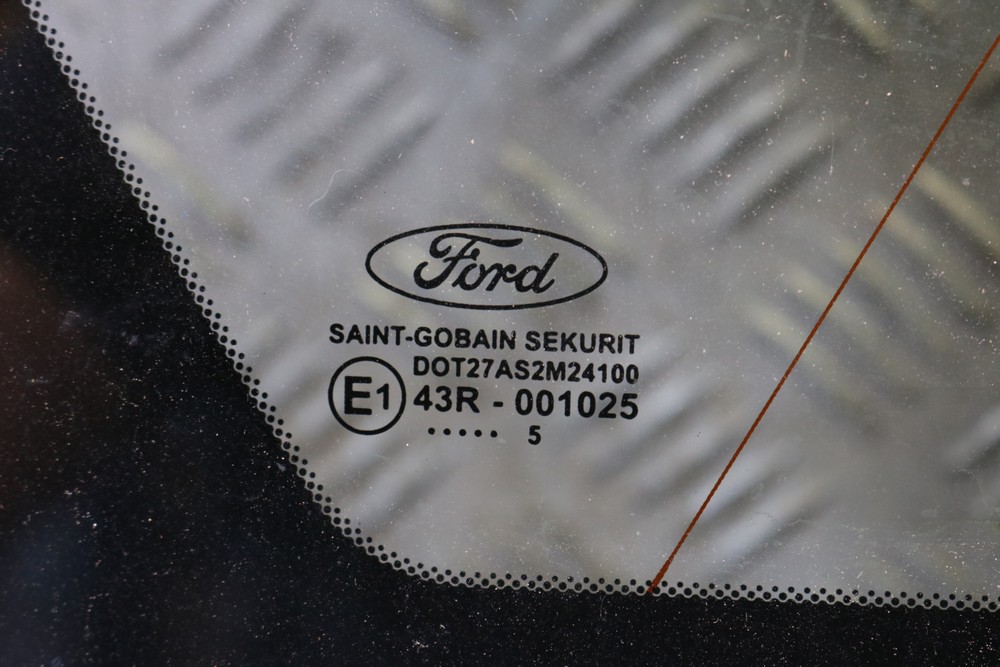 Ford
SAINT-GOBAIN SEKURIT
DOT27AS2M24100
E1 43R - 001025
..... 5